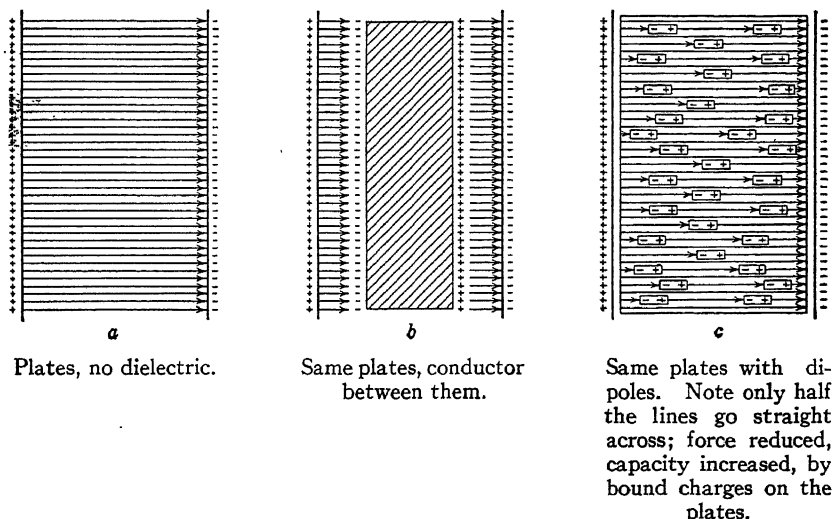 a
b
c
Plates, no dielectric.
Same plates, conductor
between them.
Same plates with di-
poles. Note only half
the lines go straight
across; force reduced,
capacity increased, by
bound charges on the
plates.